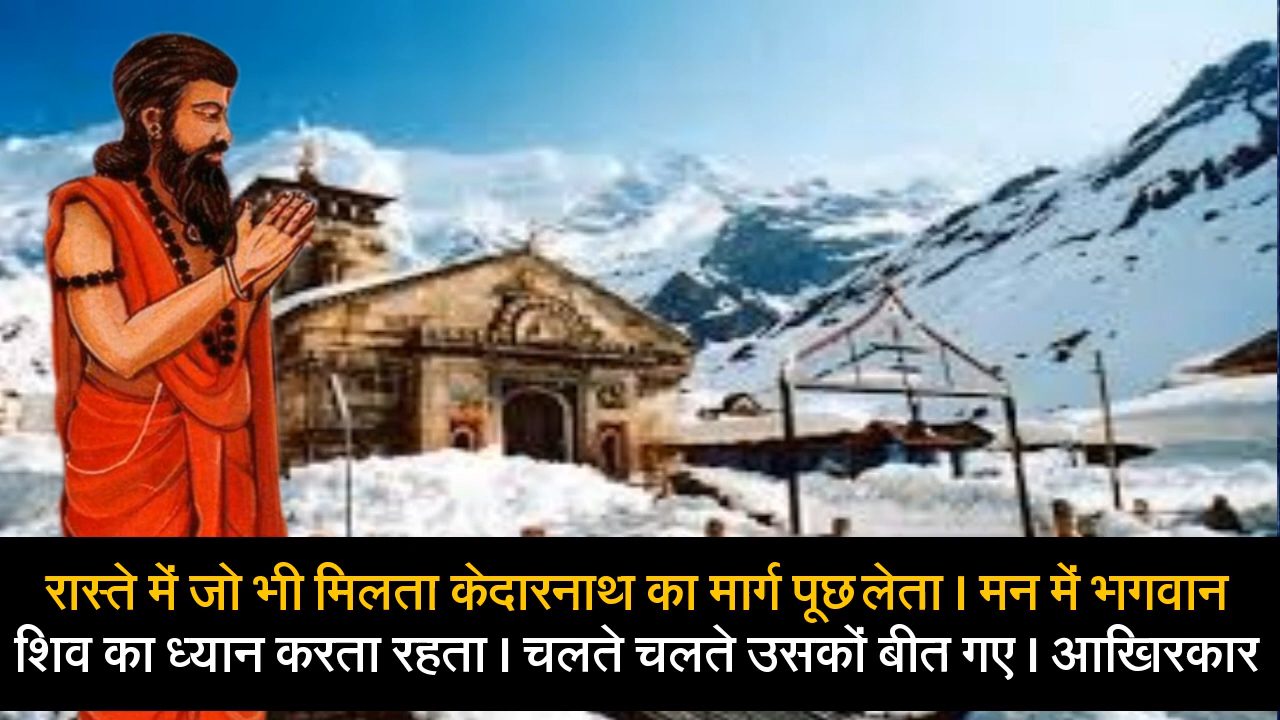 रास्ते में जो भी मिलता केदारनाथ का मार्ग पूछ लेता । मन में भगवान
शिव का ध्यान करता रहता । चलते चलते उसकों बीत गए । आखिरकार